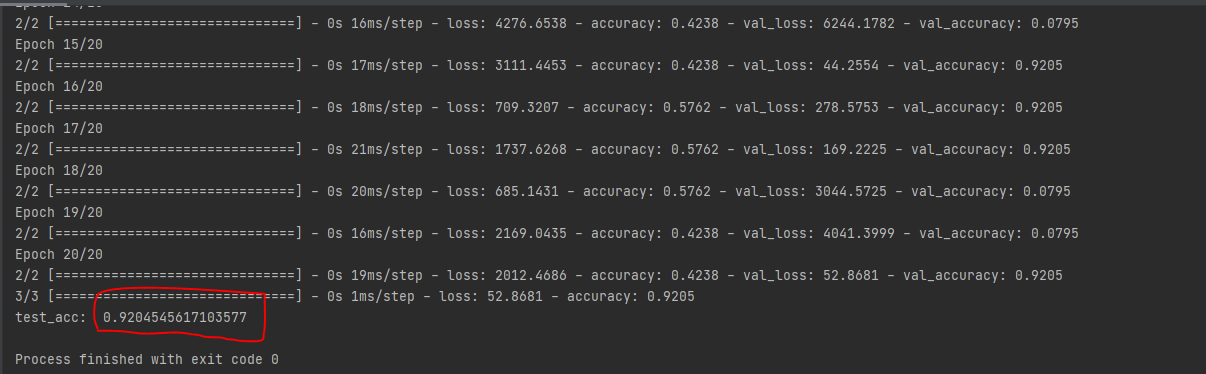 2/2 [==============================] - 0s 16ms/step - loss: 4276.6538 - accuracy: 0.4238 - val_loss: 6244.1782 - val_accuracy: 0.0795
Epoch 15/20
2/2 [==============================] - 0s 17ms/step - loss: 3111.4453 - accuracy: 0.4238 - val_loss: 44.2554 - val_accuracy: 0.9205
Epoch 16/20
2/2 [==============================] - 0s 18ms/step - loss: 709.3207 - accuracy: 0.5762 - val_loss: 278.5753 - val_accuracy: 0.9205
Epoch 17/20
2/2 [==============================] - 0s 21ms/step - loss: 1737.6268 - accuracy: 0.5762 - val_loss: 169.2225 - val_accuracy: 0.9205
Epoch 18/20
2/2 [==============================] - 0s 20ms/step - loss: 685.1431 - accuracy: 0.5762 - val_loss: 3044.5725 - val_accuracy: 0.0795
Epoch 19/20
2/2 [==============================] - 0s 16ms/step - loss: 2169.0435 - accuracy: 0.4238 - val_loss: 4041.3999 - val_accuracy: 0.0795
Epoch 20/20
2/2 [==============================] - 0s 19ms/step - loss: 2012.4686 - accuracy: 0.4238 - val_loss: 52.8681 - val_accuracy: 0.9205
3/3 [==============================] - 0s 1ms/step - loss: 52.8681 - accuracy: 0.9205
test_acc:  0.9204545617103577
Process finished with exit code 0